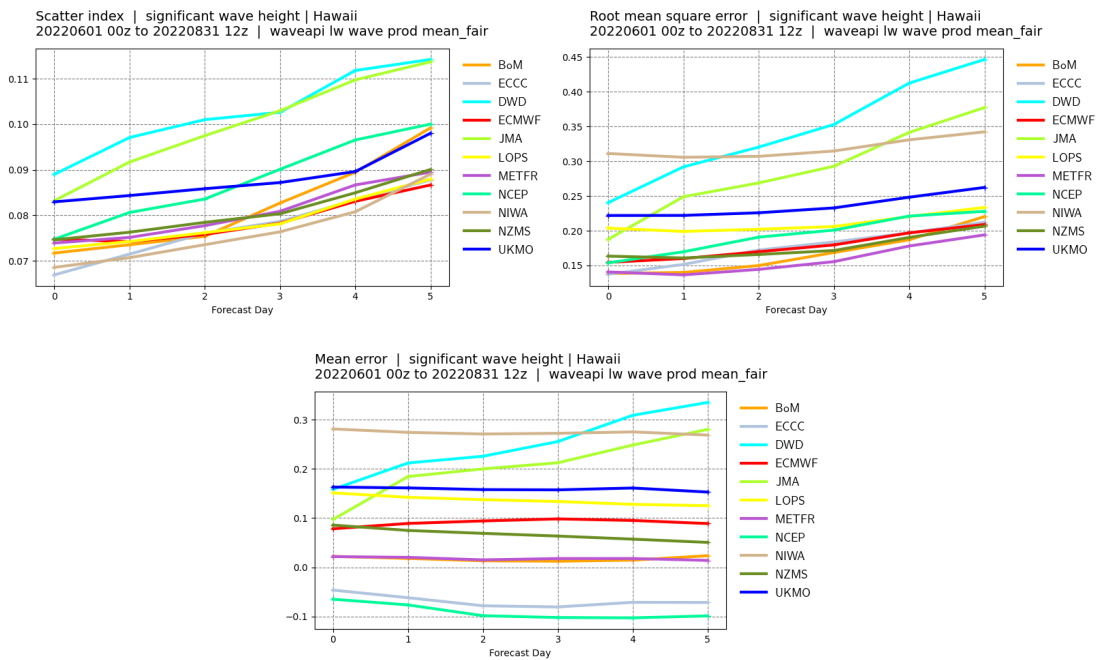 Scatter index | significant wave height | Hawaii
20220601 00z to 20220831 12z | waveapi lw wave prod mean_fair
0.11
0.10
0.09
0.08
0.07
0 1 2 3 4 5
Forecast Day
BoM
ECCC
DWD
ECMWF
JMA
LOPS
METFR
NCEP
NIWA
NZMS
UKMO
Root mean square error | significant wave height | Hawaii
20220601 00z to 20220831 12z | waveapi lw wave prod mean_fair
0.45
0.40
0.35
0.30
0.25
0.20
0.15
0 1 2 3 4 5
Forecast Day
BoM
ECCC
DWD
ECMWF
JMA
LOPS
METFR
NCEP
NIWA
NZMS
UKMO
Mean error | significant wave height | Hawaii
20220601 00z to 20220831 12z | waveapi lw wave prod mean_fair
0.3
0.2
0.1
0.0
−0.1
0 1 2 3 4 5
Forecast Day
BoM
ECCC
DWD
ECMWF
JMA
LOPS
METFR
NCEP
NIWA
NZMS
UKMO